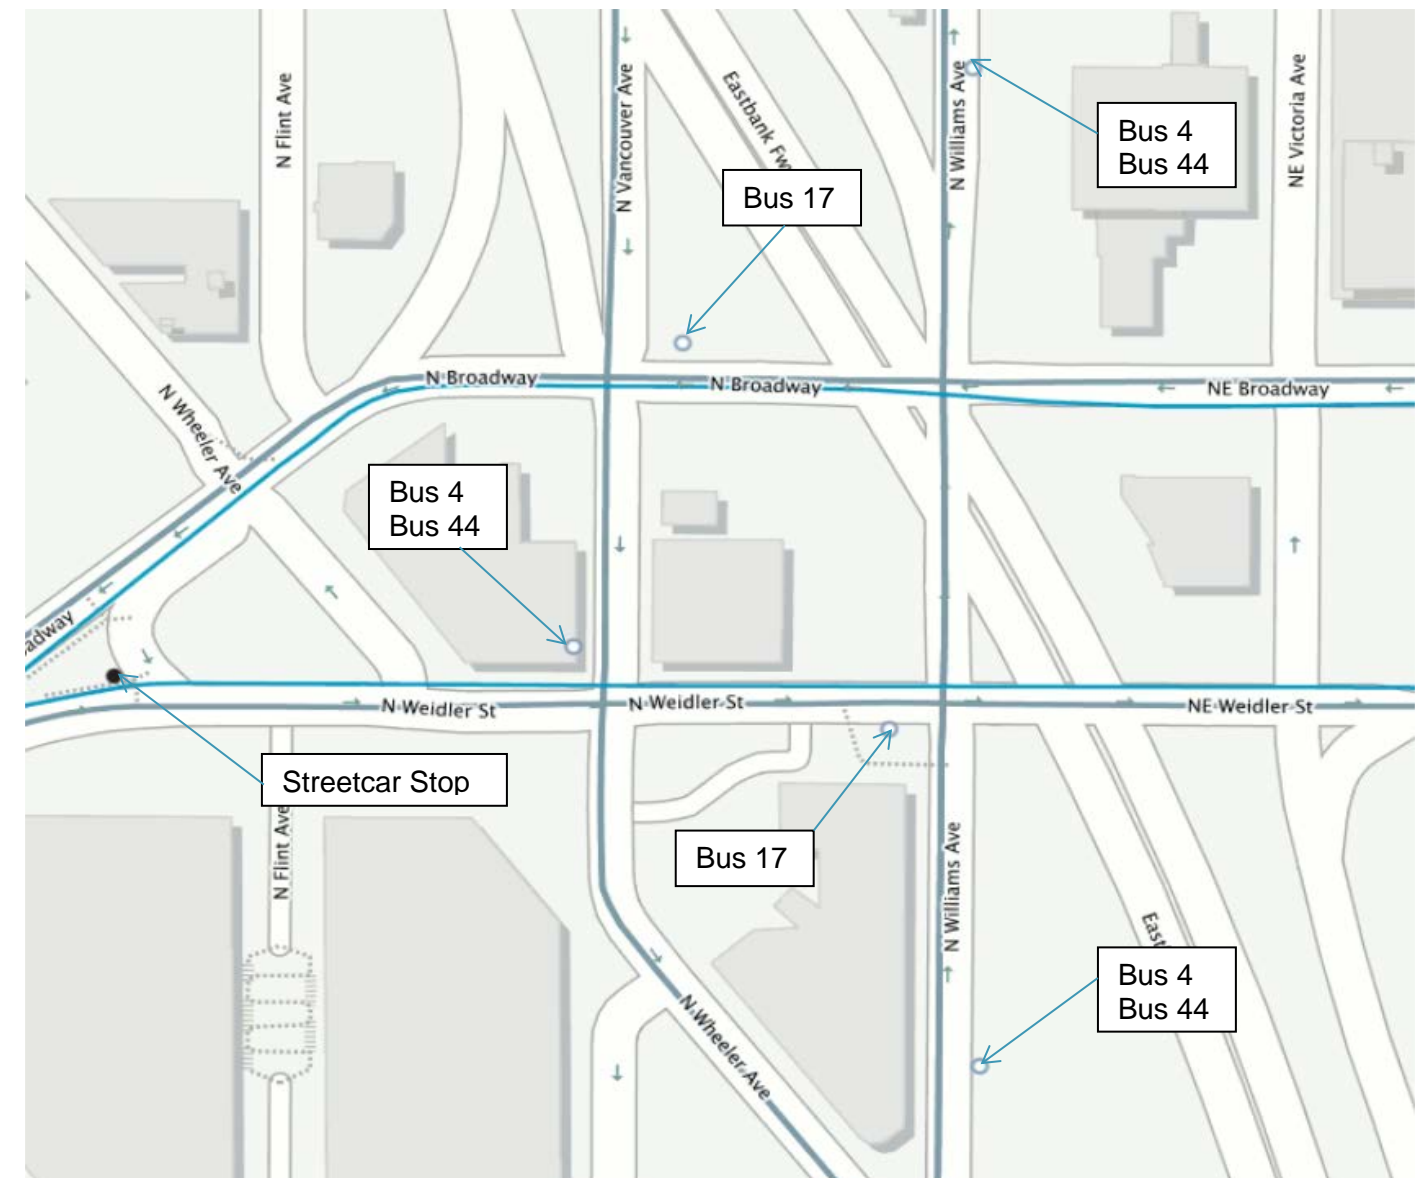 N Flint Ave
N Vancouver Ave
Eastbank Fw
N Williams Ave
Bus 4
Bus 44
NE Victoria Ave
Bus 17
N Broadway
N Broadway
NE Broadway
N Wheeler Ave
Bus 4
Bus 44
adway
N Weidler St
N Weidler St
NE Weidler St
Streetcar Stop
N Flint Ave
Bus 17
N Williams Ave
East
Bus 4
Bus 44
N Wheeler Ave